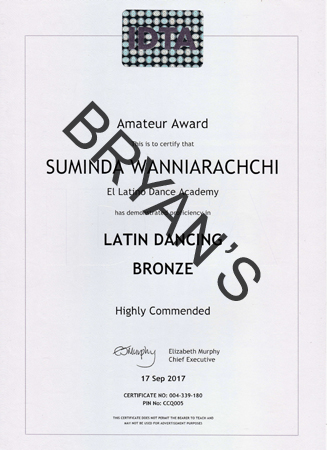 IDTA
Amateur Award
This is to certify that
SUMINDA WANNIARACHCHI
El Latino Dance Academy
has demonstrated proficiency in
LATIN DANCING
BRONZE
BRYAN'S
Highly Commended
EJMurphy
Elizabeth Murphy
Chief Executive
17 Sep 2017
CERTIFICATE NO: 004-339-180
PIN No: CCQ005
THIS CERTIFICATE DOES NOT PERMIT THE BEARER TO TEACH AND
MAY NOT BE USED FOR ADVERTISEMENT PURPOSES